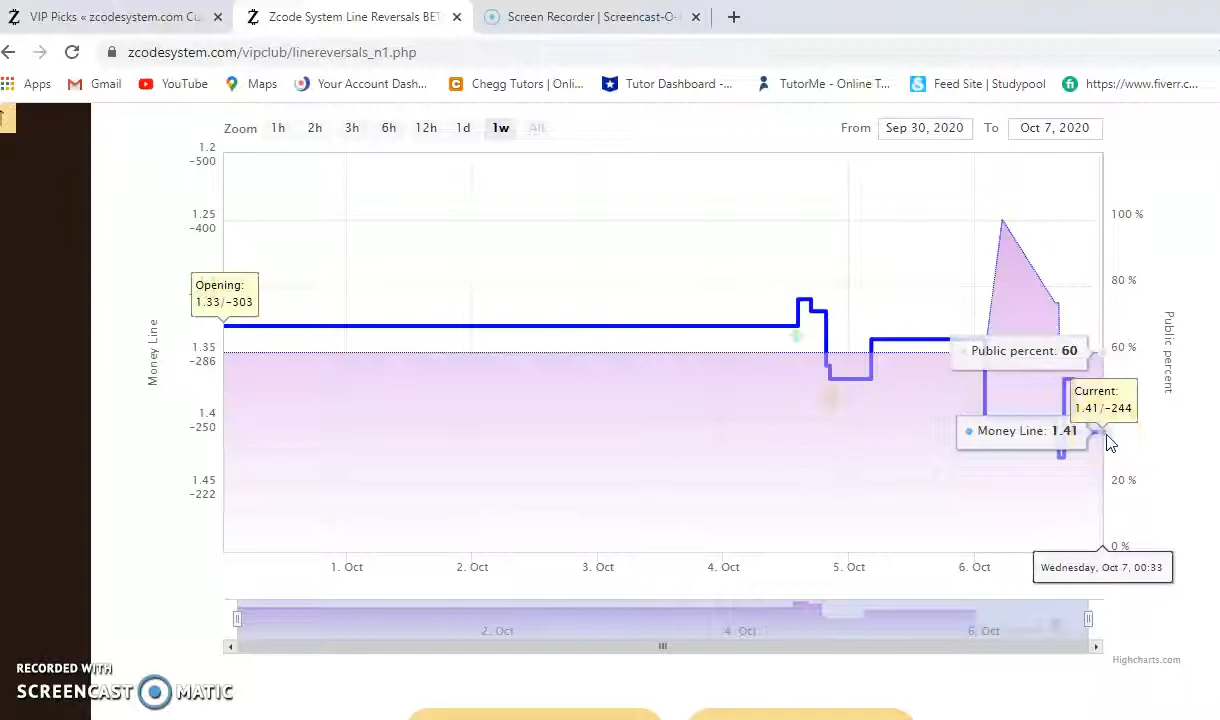 VIP Picks « zcodesystem.com Cu
Zcode System Line Reversals BET
Screen Recorder | Screencast-O-
zcodesystem.com/vipclub/linereversals_n1.php
Apps
Gmail
YouTube
Maps
Your Account Dash...
Chegg Tutors | Onli...
Tutor Dashboard -...
TutorMe - Online T...
Feed Site | Studypool
https://www.fiverr.c...
Zoom 1h 2h 3h 6h 12h 1d 1w All
From Sep 30, 2020 To Oct 7, 2020
1.2
-500
1.25
-400
100 %
80 %
Opening:
1.33/-303
Money Line
1.35
-286
Public percent: 60
60 %
Public percent
Current:
1.41/-244
1.4
-250
Money Line: 1.41
1.45
-222
20 %
0 %
1. Oct 2. Oct 3. Oct 4. Oct 5. Oct 6. Oct
Wednesday, Oct 7, 00:33
2. Oct 4. Oct 6. Oct
Highcharts.com
RECORDED WITH
SCREENCAST MATIC